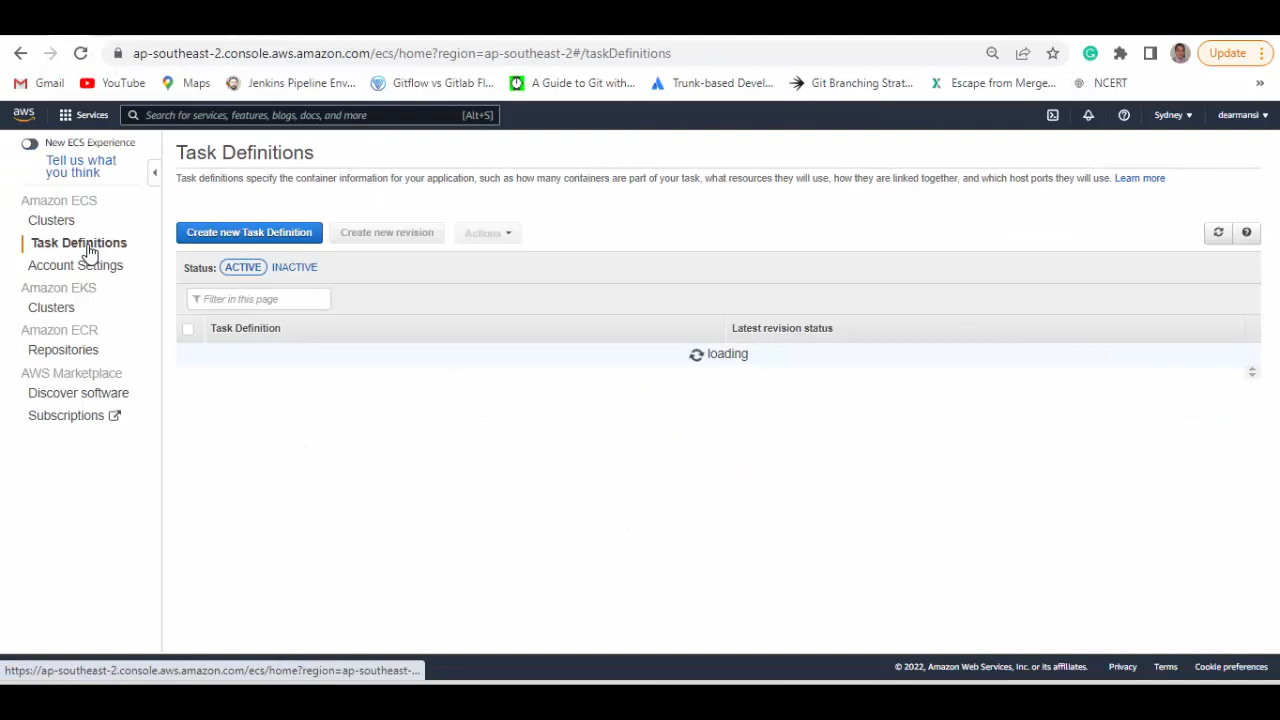 ap-southeast-2.console.aws.amazon.com/ecs/home?region=ap-southeast-2#/taskDefinitions
Update
Gmail
YouTube
Maps
Jenkins Pipeline Env...
Gitflow vs Gitlab Fl...
A Guide to Git with...
Trunk-based Devel...
Git Branching Strat...
Escape from Merge...
NCERT
»
aws
Services
Search for services, features, blogs, docs, and more
[Alt+S]
Sydney
dearmansi
New ECS Experience
Tell us what
you think
Amazon ECS
Clusters
Task Definitions
Account Settings
Amazon EKS
Clusters
Amazon ECR
Repositories
AWS Marketplace
Discover software
Subscriptions
Task Definitions
Task definitions specify the container information for your application, such as how many containers are part of your task, what resources they will use, how they are linked together, and which host ports they will use. Learn more
Create new Task Definition
Create new revision
Actions
Status: ACTIVE INACTIVE
Filter in this page
Task Definition
Latest revision status
loading
https://ap-southeast-2.console.aws.amazon.com/ecs/home?region=ap-southeast-...
© 2022, Amazon Web Services, Inc. or its affiliates.
Privacy
Terms
Cookie preferences